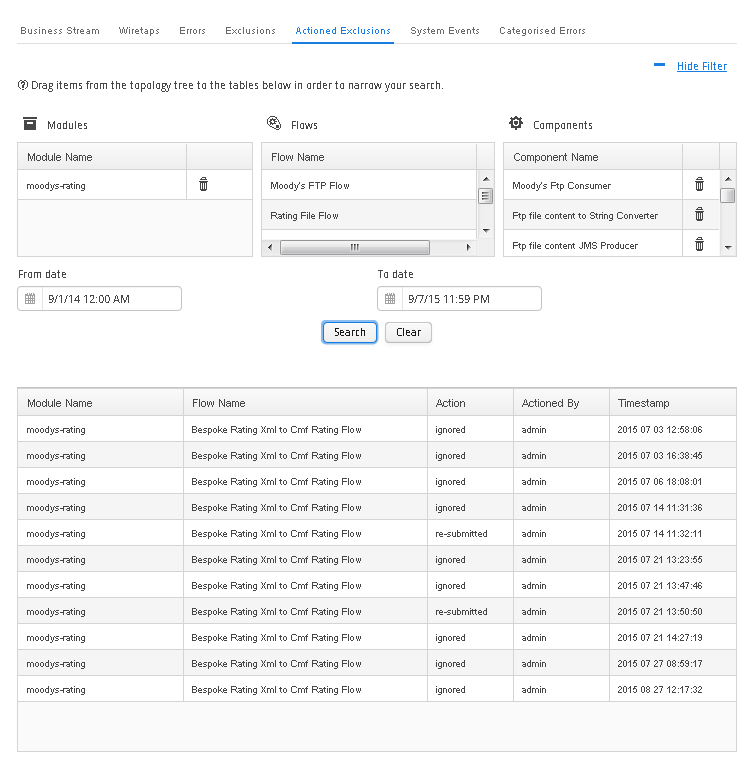 Business Stream Wiretaps Errors Exclusions Actioned Exclusions System Events Categorised Errors
Hide Filter
Drag items from the topology tree to the tables below in order to narrow your search.
Modules Flows Components
Module Name Flow Name Component Name
moodys-rating Moody's FTP Flow Moody's Ftp Consumer
Rating File Flow Ftp file content to String Converter
Ftp file content JMS Producer
From date To date
9/1/14 12:00 AM 9/7/15 11:59 PM
Search Clear
Module Name Flow Name Action Actioned By Timestamp
moodys-rating Bespoke Rating Xml to Cmf Rating Flow ignored admin 2015 07 03 12:58:06
moodys-rating Bespoke Rating Xml to Cmf Rating Flow ignored admin 2015 07 03 16:38:45
moodys-rating Bespoke Rating Xml to Cmf Rating Flow ignored admin 2015 07 06 18:08:01
moodys-rating Bespoke Rating Xml to Cmf Rating Flow ignored admin 2015 07 14 11:31:36
moodys-rating Bespoke Rating Xml to Cmf Rating Flow re-submitted admin 2015 07 14 11:32:11
moodys-rating Bespoke Rating Xml to Cmf Rating Flow ignored admin 2015 07 21 13:23:55
moodys-rating Bespoke Rating Xml to Cmf Rating Flow ignored admin 2015 07 21 13:47:46
moodys-rating Bespoke Rating Xml to Cmf Rating Flow re-submitted admin 2015 07 21 13:50:50
moodys-rating Bespoke Rating Xml to Cmf Rating Flow ignored admin 2015 07 21 14:27:19
moodys-rating Bespoke Rating Xml to Cmf Rating Flow ignored admin 2015 07 27 08:59:17
moodys-rating Bespoke Rating Xml to Cmf Rating Flow ignored admin 2015 08 27 12:17:32